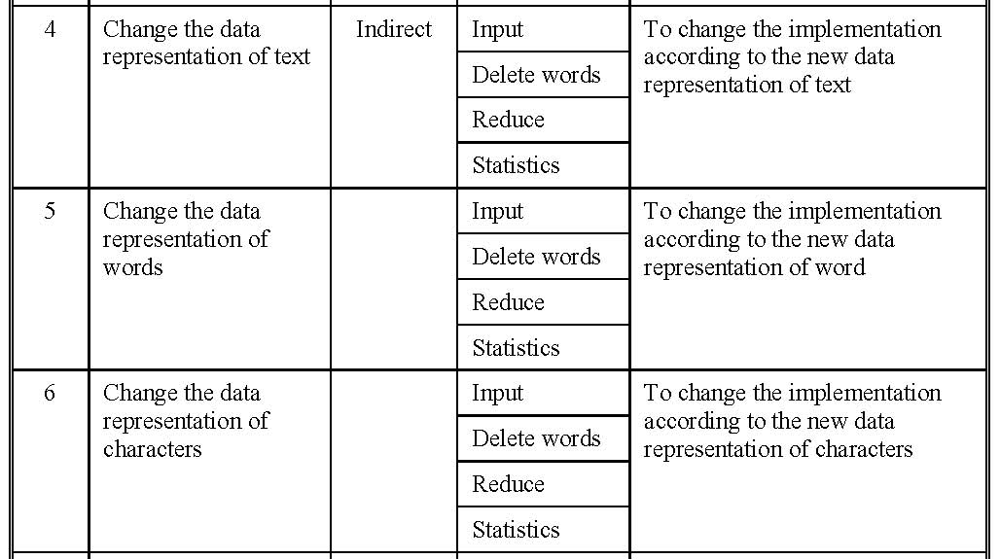 4
Change the data
representation of text
Indirect
Input
Delete words
Reduce
Statistics
To change the implementation
according to the new data
representation of text
5
Change the data
representation of
words
Input
Delete words
Reduce
Statistics
To change the implementation
according to the new data
representation of word
6
Change the data
representation of
characters
Input
Delete words
Reduce
Statistics
To change the implementation
according to the new data
representation of characters